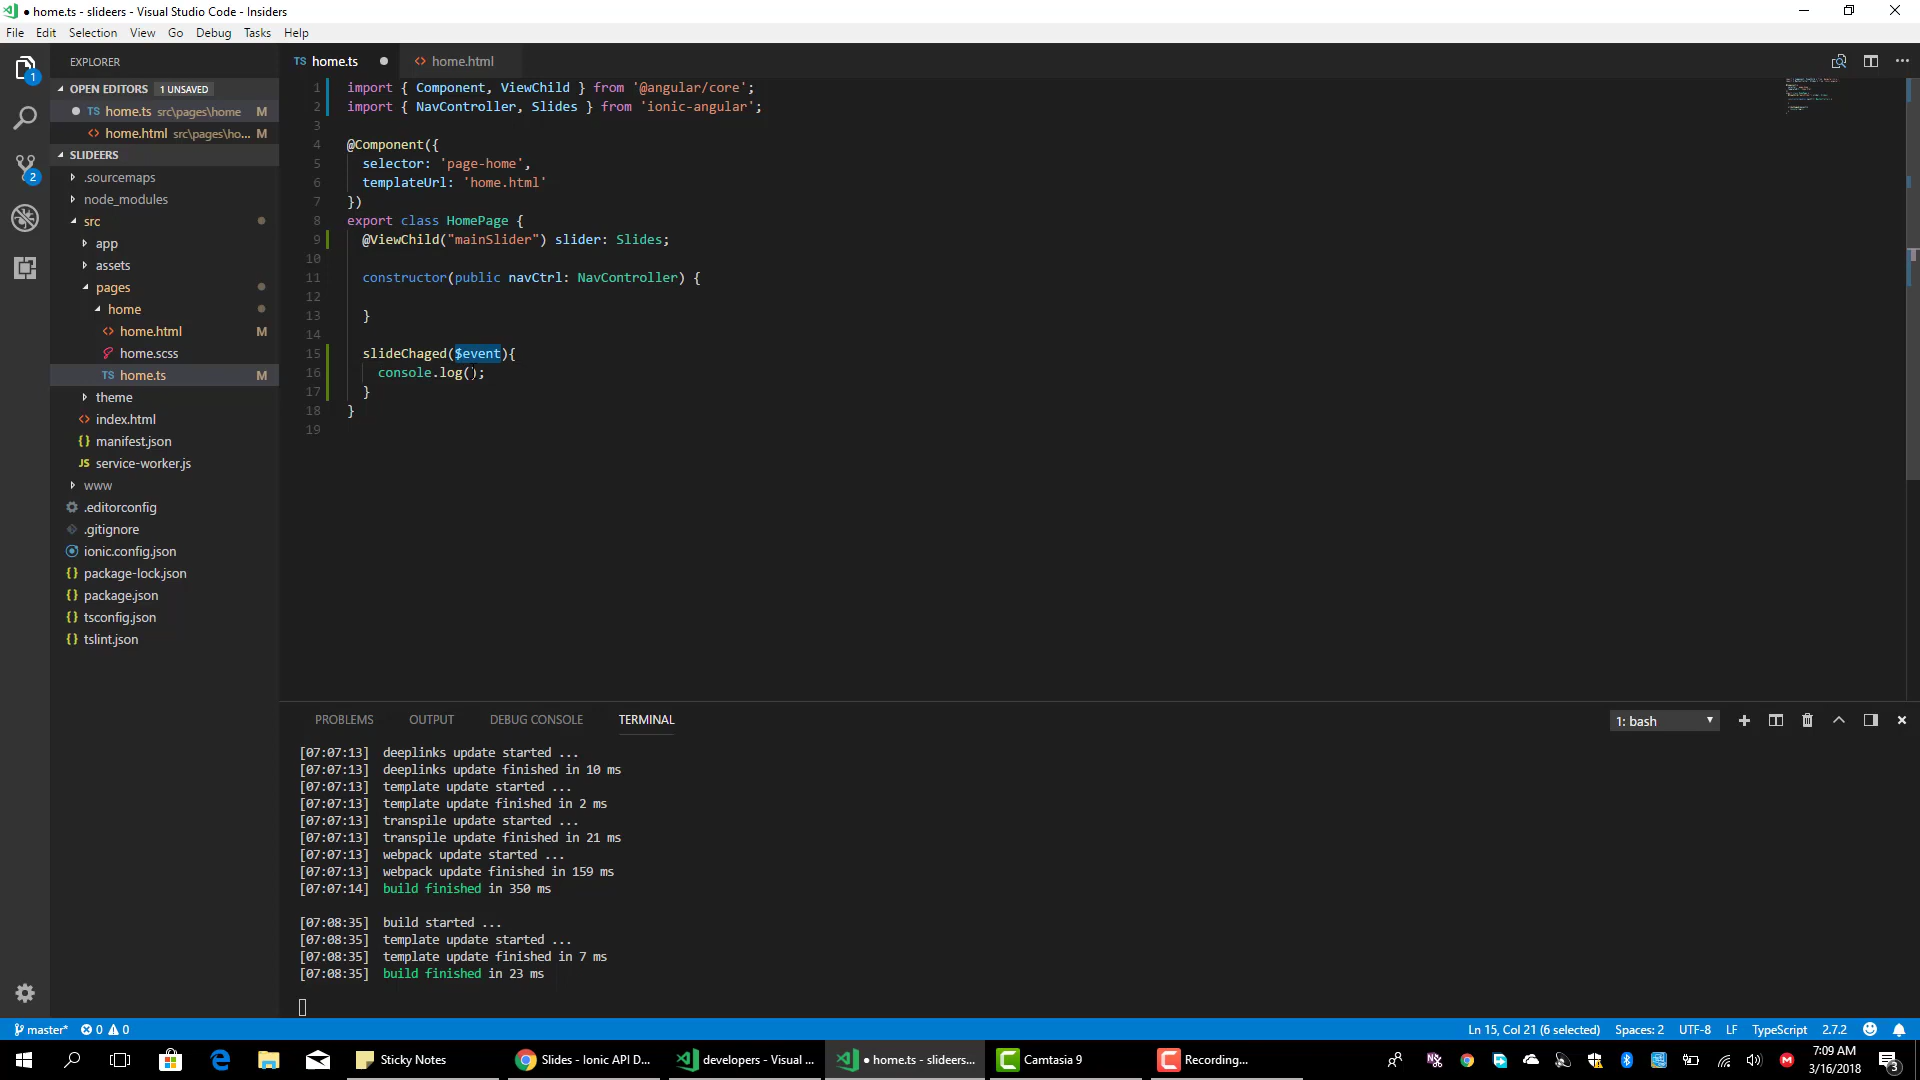 ● home.ts - slideers - Visual Studio Code - Insiders
File Edit Selection View Go Debug Tasks Help
EXPLORER
1
OPEN EDITORS 1 UNSAVED
TS home.ts src\pages\home M
<> home.html src\pages\ho... M
SLIDEERS
.sourcemaps
2
node_modules
src
app
assets
pages
home
<> home.html M
home.scss
TS home.ts M
theme
<> index.html
{} manifest.json
JS service-worker.js
www
.editorconfig
.gitignore
ionic.config.json
{} package-lock.json
{} package.json
{} tsconfig.json
{} tslint.json
TS home.ts ● <> home.html
1 import { Component, ViewChild } from '@angular/core';
2 import { NavController, Slides } from 'ionic-angular';
3
4 @Component({
5 selector: 'page-home',
6 templateUrl: 'home.html'
7 })
8 export class HomePage {
9 @ViewChild("mainSlider") slider: Slides;
10
11 constructor(public navCtrl: NavController) {
12
13 }
14
15 slideChaged($event){
16 console.log();
17 }
18 }
19
PROBLEMS OUTPUT DEBUG CONSOLE TERMINAL 1: bash
[07:07:13] deeplinks update started ...
[07:07:13] deeplinks update finished in 10 ms
[07:07:13] template update started ...
[07:07:13] template update finished in 2 ms
[07:07:13] transpile update started ...
[07:07:13] transpile update finished in 21 ms
[07:07:13] webpack update started ...
[07:07:13] webpack update finished in 159 ms
[07:07:14] build finished in 350 ms
[07:08:35] build started ...
[07:08:35] template update started ...
[07:08:35] template update finished in 7 ms
[07:08:35] build finished in 23 ms
master* 0 0 Ln 15, Col 21 (6 selected) Spaces: 2 UTF-8 LF TypeScript 2.7.2
Sticky Notes Slides - Ionic API D... developers - Visual ... ● home.ts - slideers... Camtasia 9 Recording... 7:09 AM
3/16/2018 3